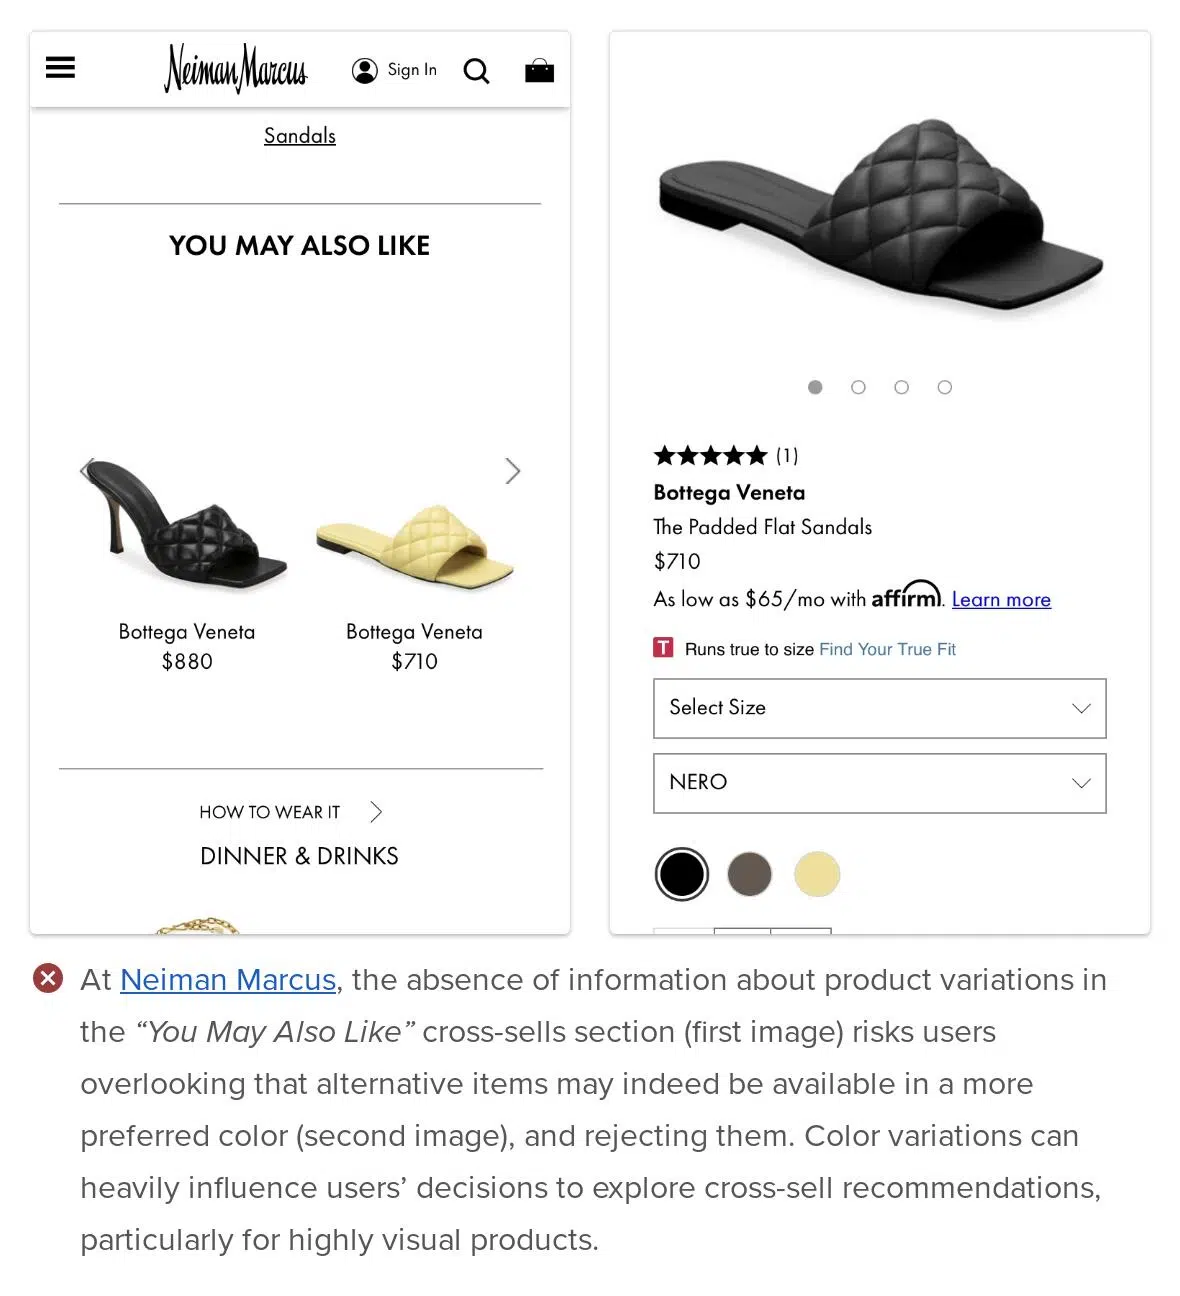 Neiman Marcus
Sign In
Sandals
YOU MAY ALSO LIKE
Bottega Veneta
$880
Bottega Veneta
$710
HOW TO WEAR IT
DINNER & DRINKS
(1)
Bottega Veneta
The Padded Flat Sandals
$710
As low as $65/mo with affirm. Learn more
T Runs true to size Find Your True Fit
Select Size
NERO
At Neiman Marcus, the absence of information about product variations in
the “You May Also Like” cross-sells section (first image) risks users
overlooking that alternative items may indeed be available in a more
preferred color (second image), and rejecting them. Color variations can
heavily influence users’ decisions to explore cross-sell recommendations,
particularly for highly visual products.